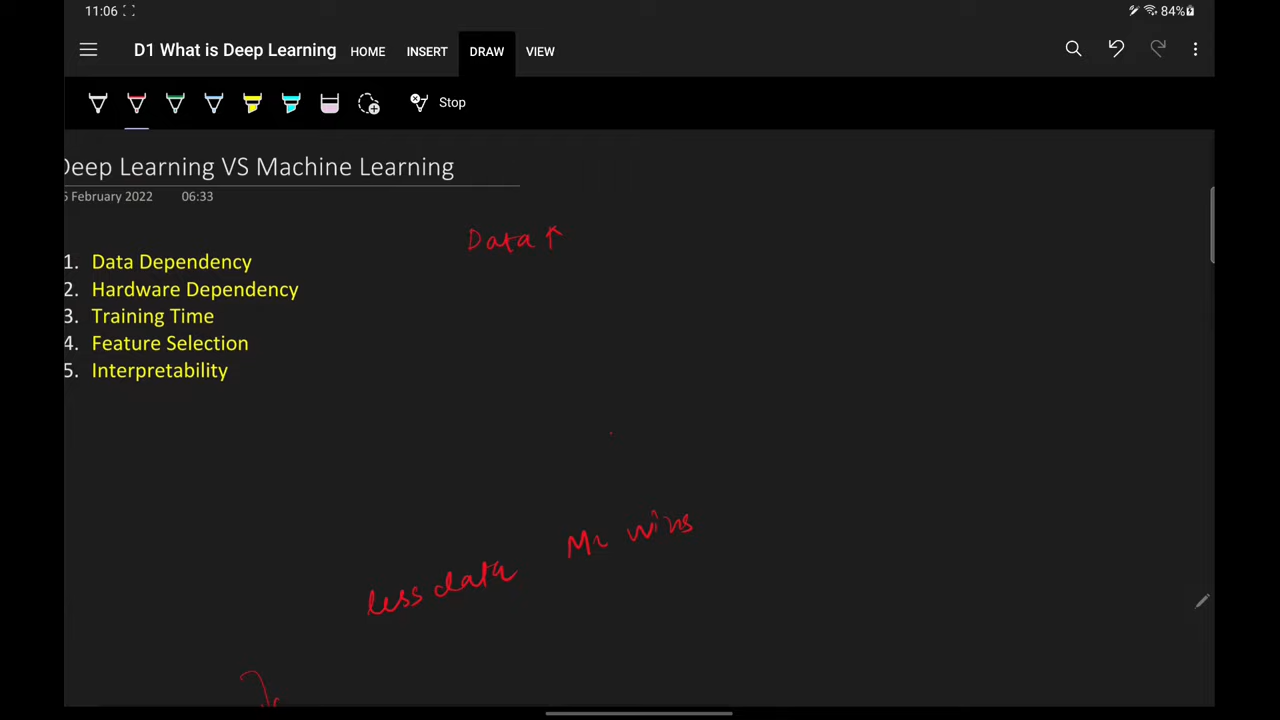 11:06 84%
D1 What is Deep Learning HOME INSERT DRAW VIEW
Stop
Deep Learning VS Machine Learning
February 2022 06:33
Data ↑
1. Data Dependency
2. Hardware Dependency
3. Training Time
4. Feature Selection
5. Interpretability
ML wins
less data